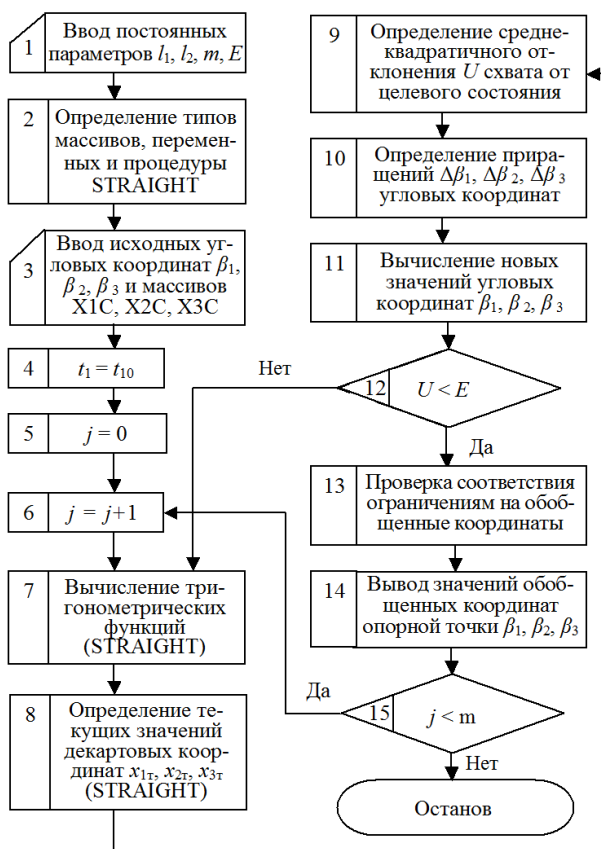 1
Ввод постоянных
параметров l₁, l₂, m, E
2
Определение типов
массивов, перемен-
ных и процедуры
STRAIGHT
3
Ввод исходных уг-
ловых координат β₁,
β₂, β₃ и массивов
X1C, X2C, X3C
4
t₁ = t₁₀
5
j = 0
6
j = j+1
7
Вычисление три-
гонометрических
функций
(STRAIGHT)
8
Определение те-
кущих значений
декартовых коор-
динат x₁т, x₂т, x₃т
(STRAIGHT)
9
Определение средне-
квадратичного от-
клонения U схвата от
целевого состояния
10
Определение прира-
щений Δβ₁, Δβ₂, Δβ₃
угловых координат
11
Вычисление новых
значений угловых
координат β₁, β₂, β₃
Нет
12
U < E
Да
13
Проверка соответствия
ограничениям на обоб-
щенные координаты
14
Вывод значений обоб-
щенных координат
опорной точки β₁, β₂, β₃
Да
15
j < m
Нет
Останов